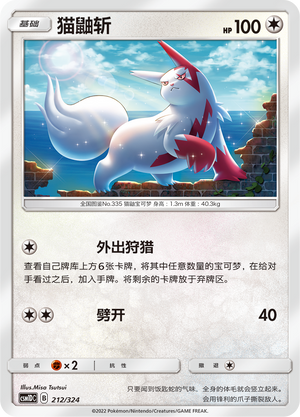 基础 猫鼬斩 HP 100
全国图鉴No.335 猫鼬宝可梦 身高：1.3m 体重：40.3kg
外出狩猎
查看自己牌库上方6张卡牌，将其中任意数量的宝可梦，在给对
手看过之后，加入手牌。将剩余的卡牌放于弃牌区。
劈开 40
弱点 ×2 抗性 撤退
Illus.Misa Tsutsui
CSM1DC B 212/324
只要闻到饭匙蛇的气味，全身的体毛就会竖立起来，
会用锋利的爪子撕裂敌人。
©2022 Pokémon/Nintendo/Creatures/GAME FREAK.